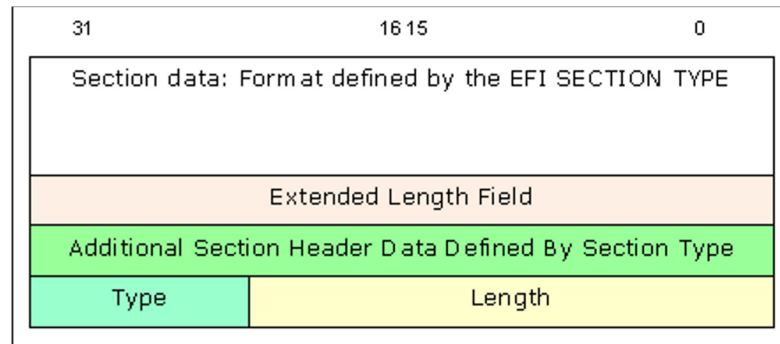 31 16 15 0
Section data: Format defined by the EFI SECTION TYPE
Extended Length Field
Additional Section Header Data Defined By Section Type
Type Length